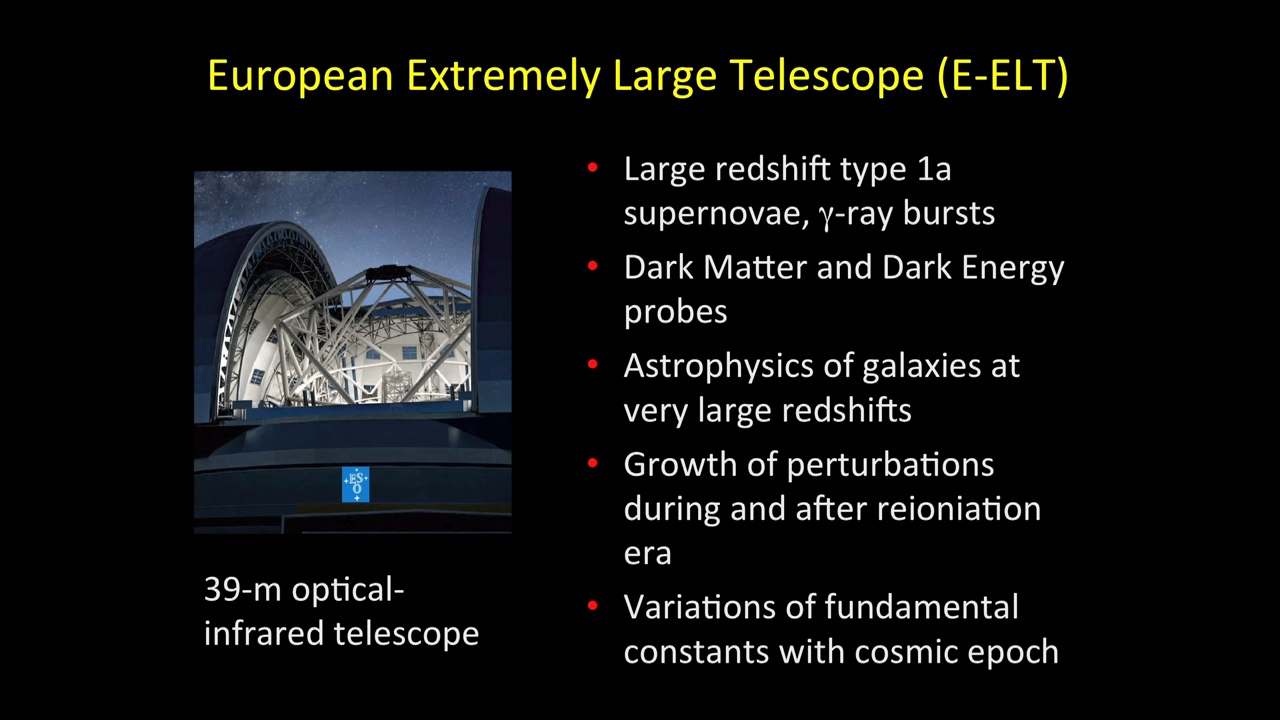 European Extremely Large Telescope (E-ELT)
• Large redshift type 1a
supernovae, γ-ray bursts
• Dark Matter and Dark Energy
probes
• Astrophysics of galaxies at
very large redshifts
• Growth of perturbations
during and after reioniation
era
• Variations of fundamental
constants with cosmic epoch
ES
O
39-m optical-
infrared telescope